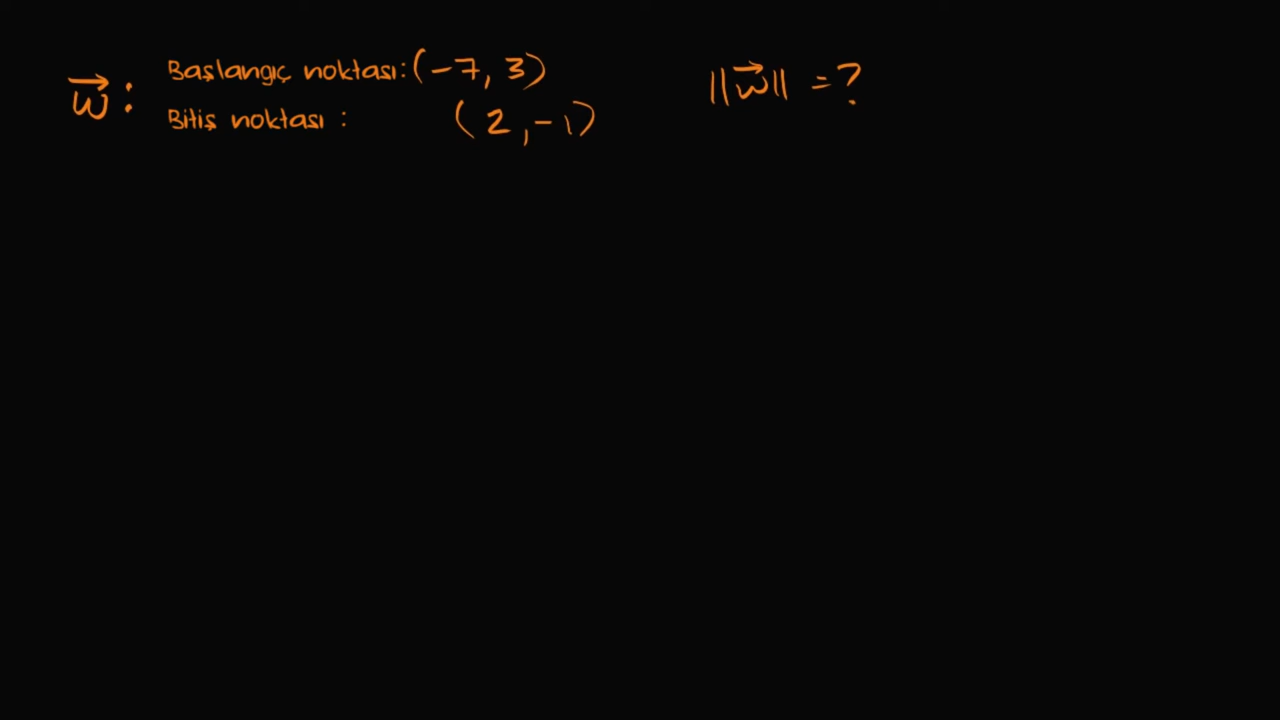 w⃗ : Başlangıç noktası: (-7, 3) ||w⃗|| = ?
Bitiş noktası : (2, -1)